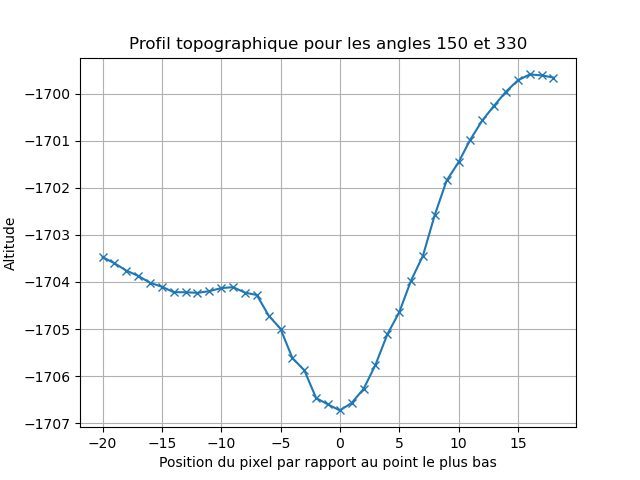 Profil topographique pour les angles 150 et 330
−1700
−1701
−1702
−1703
−1704
−1705
−1706
−1707
Altitude
−20 −15 −10 −5 0 5 10 15
Position du pixel par rapport au point le plus bas